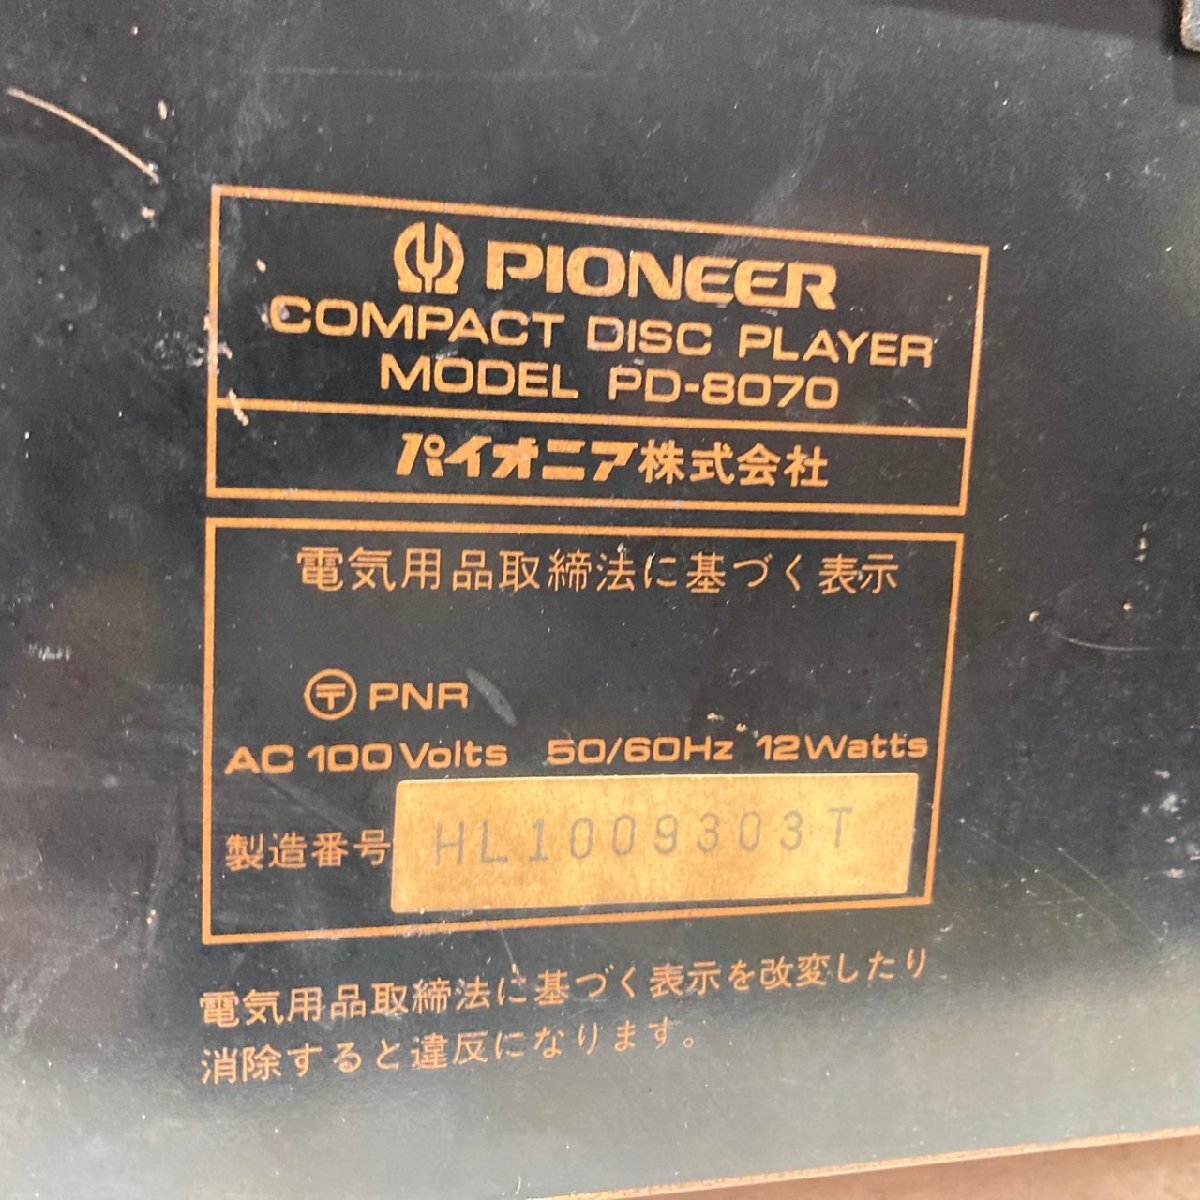 PIONEER
COMPACT DISC PLAYER
MODEL PD-8070
パイオニア株式会社
電気用品取締法に基づく表示
〒 PNR
AC 100 Volts 50/60Hz 12 Watts
製造番号 HL1009303T
電気用品取締法に基づく表示を改変したり
消除すると違反になります。